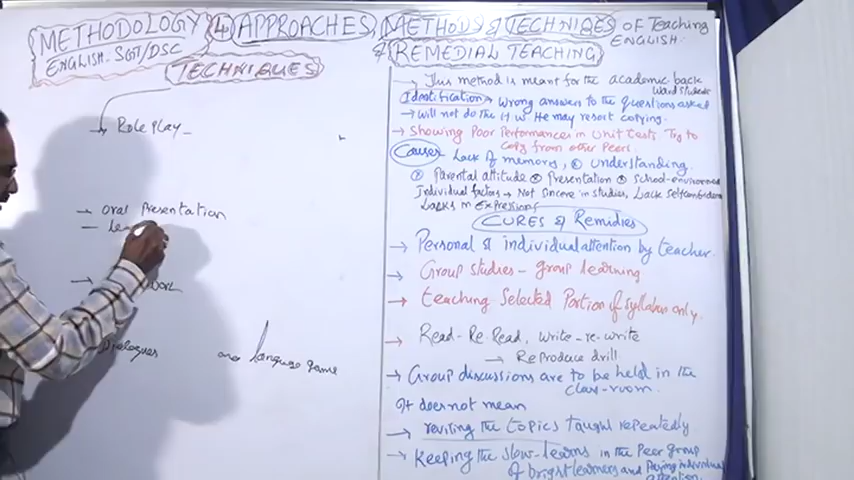 METHODOLOGY ④ APPROACHES, METHODS & TECHNIQES OF Teaching
ENGLISH. SGT/DSC
ENGLISH.
& REMEDIAL TEACHING
TECHNIQUES
→ Role play
→ oral Presentation
— Le
→
Dialogues
language game
→ This method is meant for the academic back
ward students
Identification → Wrong answers to the questions asked
→ will not do the H.W. He may resort copying.
→ Showing Poor Performances in Unit tests. Try to
Copy from other Peers.
Causes Lack of memory, ② Understanding.
③ Parental attitude ④ Presentation ⑤ School-environment
Individual factors → Not Sincere in studies, Lack Selfconfidence
Lacks in expressions
CURES & Remidies
→ Personal & individual attention by teacher.
→ Group studies - group learning
→ Teaching Selected Portion of syllabus only.
→ Read-Re-Read, write-re-write
→ Reproduce drill
→ Group discussions are to be held in the
class-room.
It does not mean
→ revising the topics taught repeatedly
→ Keeping the slow-learns in the Peer group
of bright learners and Paying individual
attention